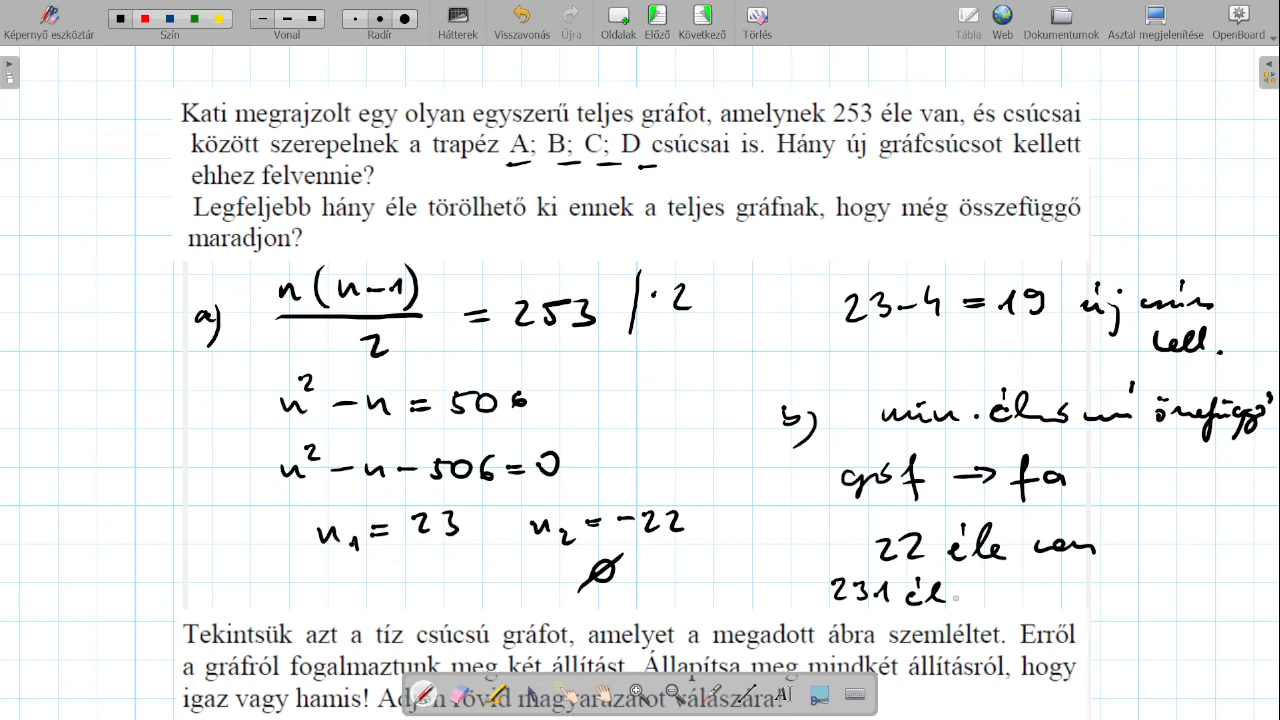 Képernyő eszköztár
Szín
Vonal
Radír
Hátterek
Visszavonás
Újra
Oldalak
Előző
Következő
Törlés
Tábla
Web
Dokumentumok
Asztal megjelenítése
OpenBoard
Kati megrajzolt egy olyan egyszerű teljes gráfot, amelynek 253 éle van, és csúcsai
között szerepelnek a trapéz A; B; C; D csúcsai is. Hány új gráfcsúcsot kellett
ehhez felvennie?
Legfeljebb hány éle törölhető ki ennek a teljes gráfnak, hogy még összefüggő
maradjon?
a) n(n-1)/2 = 253 /·2
n² - n = 506
n² - n - 506 = 0
n₁ = 23 n₂ = -22
∅
23 - 4 = 19 új csúcs
kell.
b) min. élszámú összefüggő
gráf → fa
22 éle van
231 él
Tekintsük azt a tíz csúcsú gráfot, amelyet a megadott ábra szemléltet. Erről
a gráfról fogalmaztunk meg két állítást. Állapítsa meg mindkét állításról, hogy
igaz vagy hamis! Adjon rövid magyarázatot válaszára!